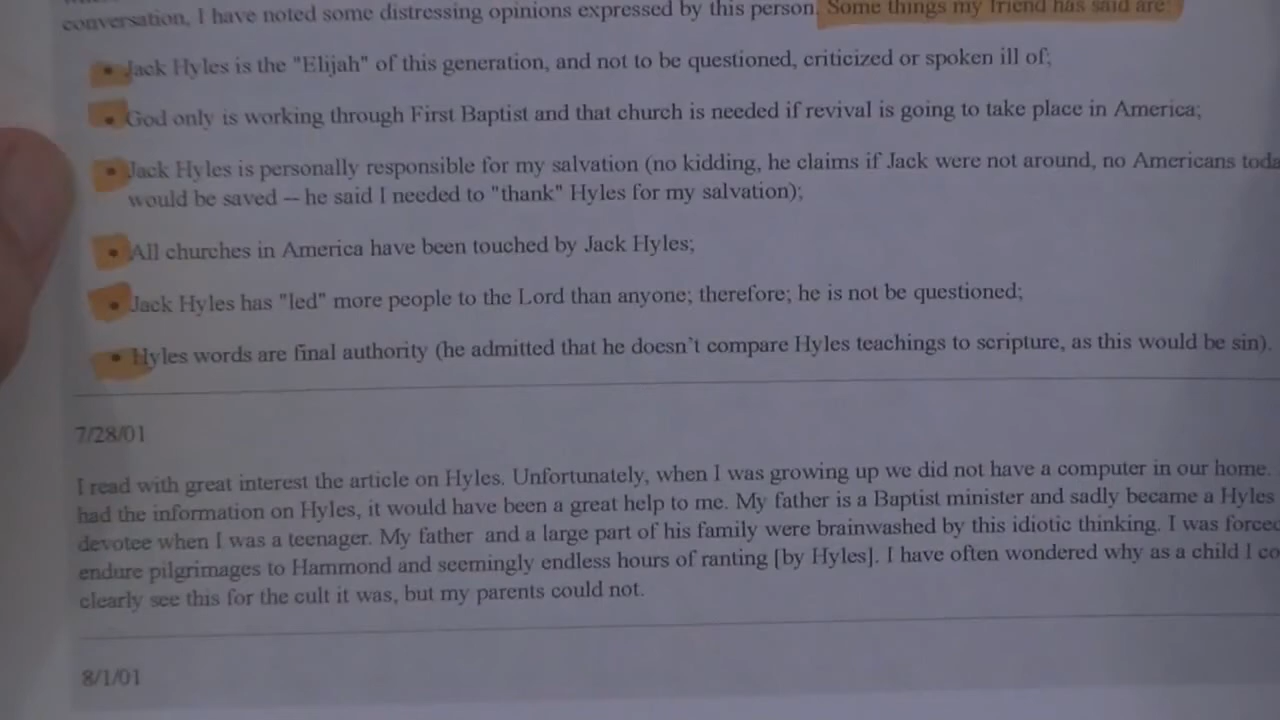 conversation, I have noted some distressing opinions expressed by this person. Some things my friend has said are:
• Jack Hyles is the "Elijah" of this generation, and not to be questioned, criticized or spoken ill of;
• God only is working through First Baptist and that church is needed if revival is going to take place in America;
• Jack Hyles is personally responsible for my salvation (no kidding, he claims if Jack were not around, no Americans toda
would be saved -- he said I needed to "thank" Hyles for my salvation);
• All churches in America have been touched by Jack Hyles;
• Jack Hyles has "led" more people to the Lord than anyone; therefore; he is not be questioned;
• Hyles words are final authority (he admitted that he doesn't compare Hyles teachings to scripture, as this would be sin).
7/28/01
I read with great interest the article on Hyles. Unfortunately, when I was growing up we did not have a computer in our home.
had the information on Hyles, it would have been a great help to me. My father is a Baptist minister and sadly became a Hyles
devotee when I was a teenager. My father and a large part of his family were brainwashed by this idiotic thinking. I was forced
endure pilgrimages to Hammond and seemingly endless hours of ranting [by Hyles]. I have often wondered why as a child I co
clearly see this for the cult it was, but my parents could not.
8/1/01